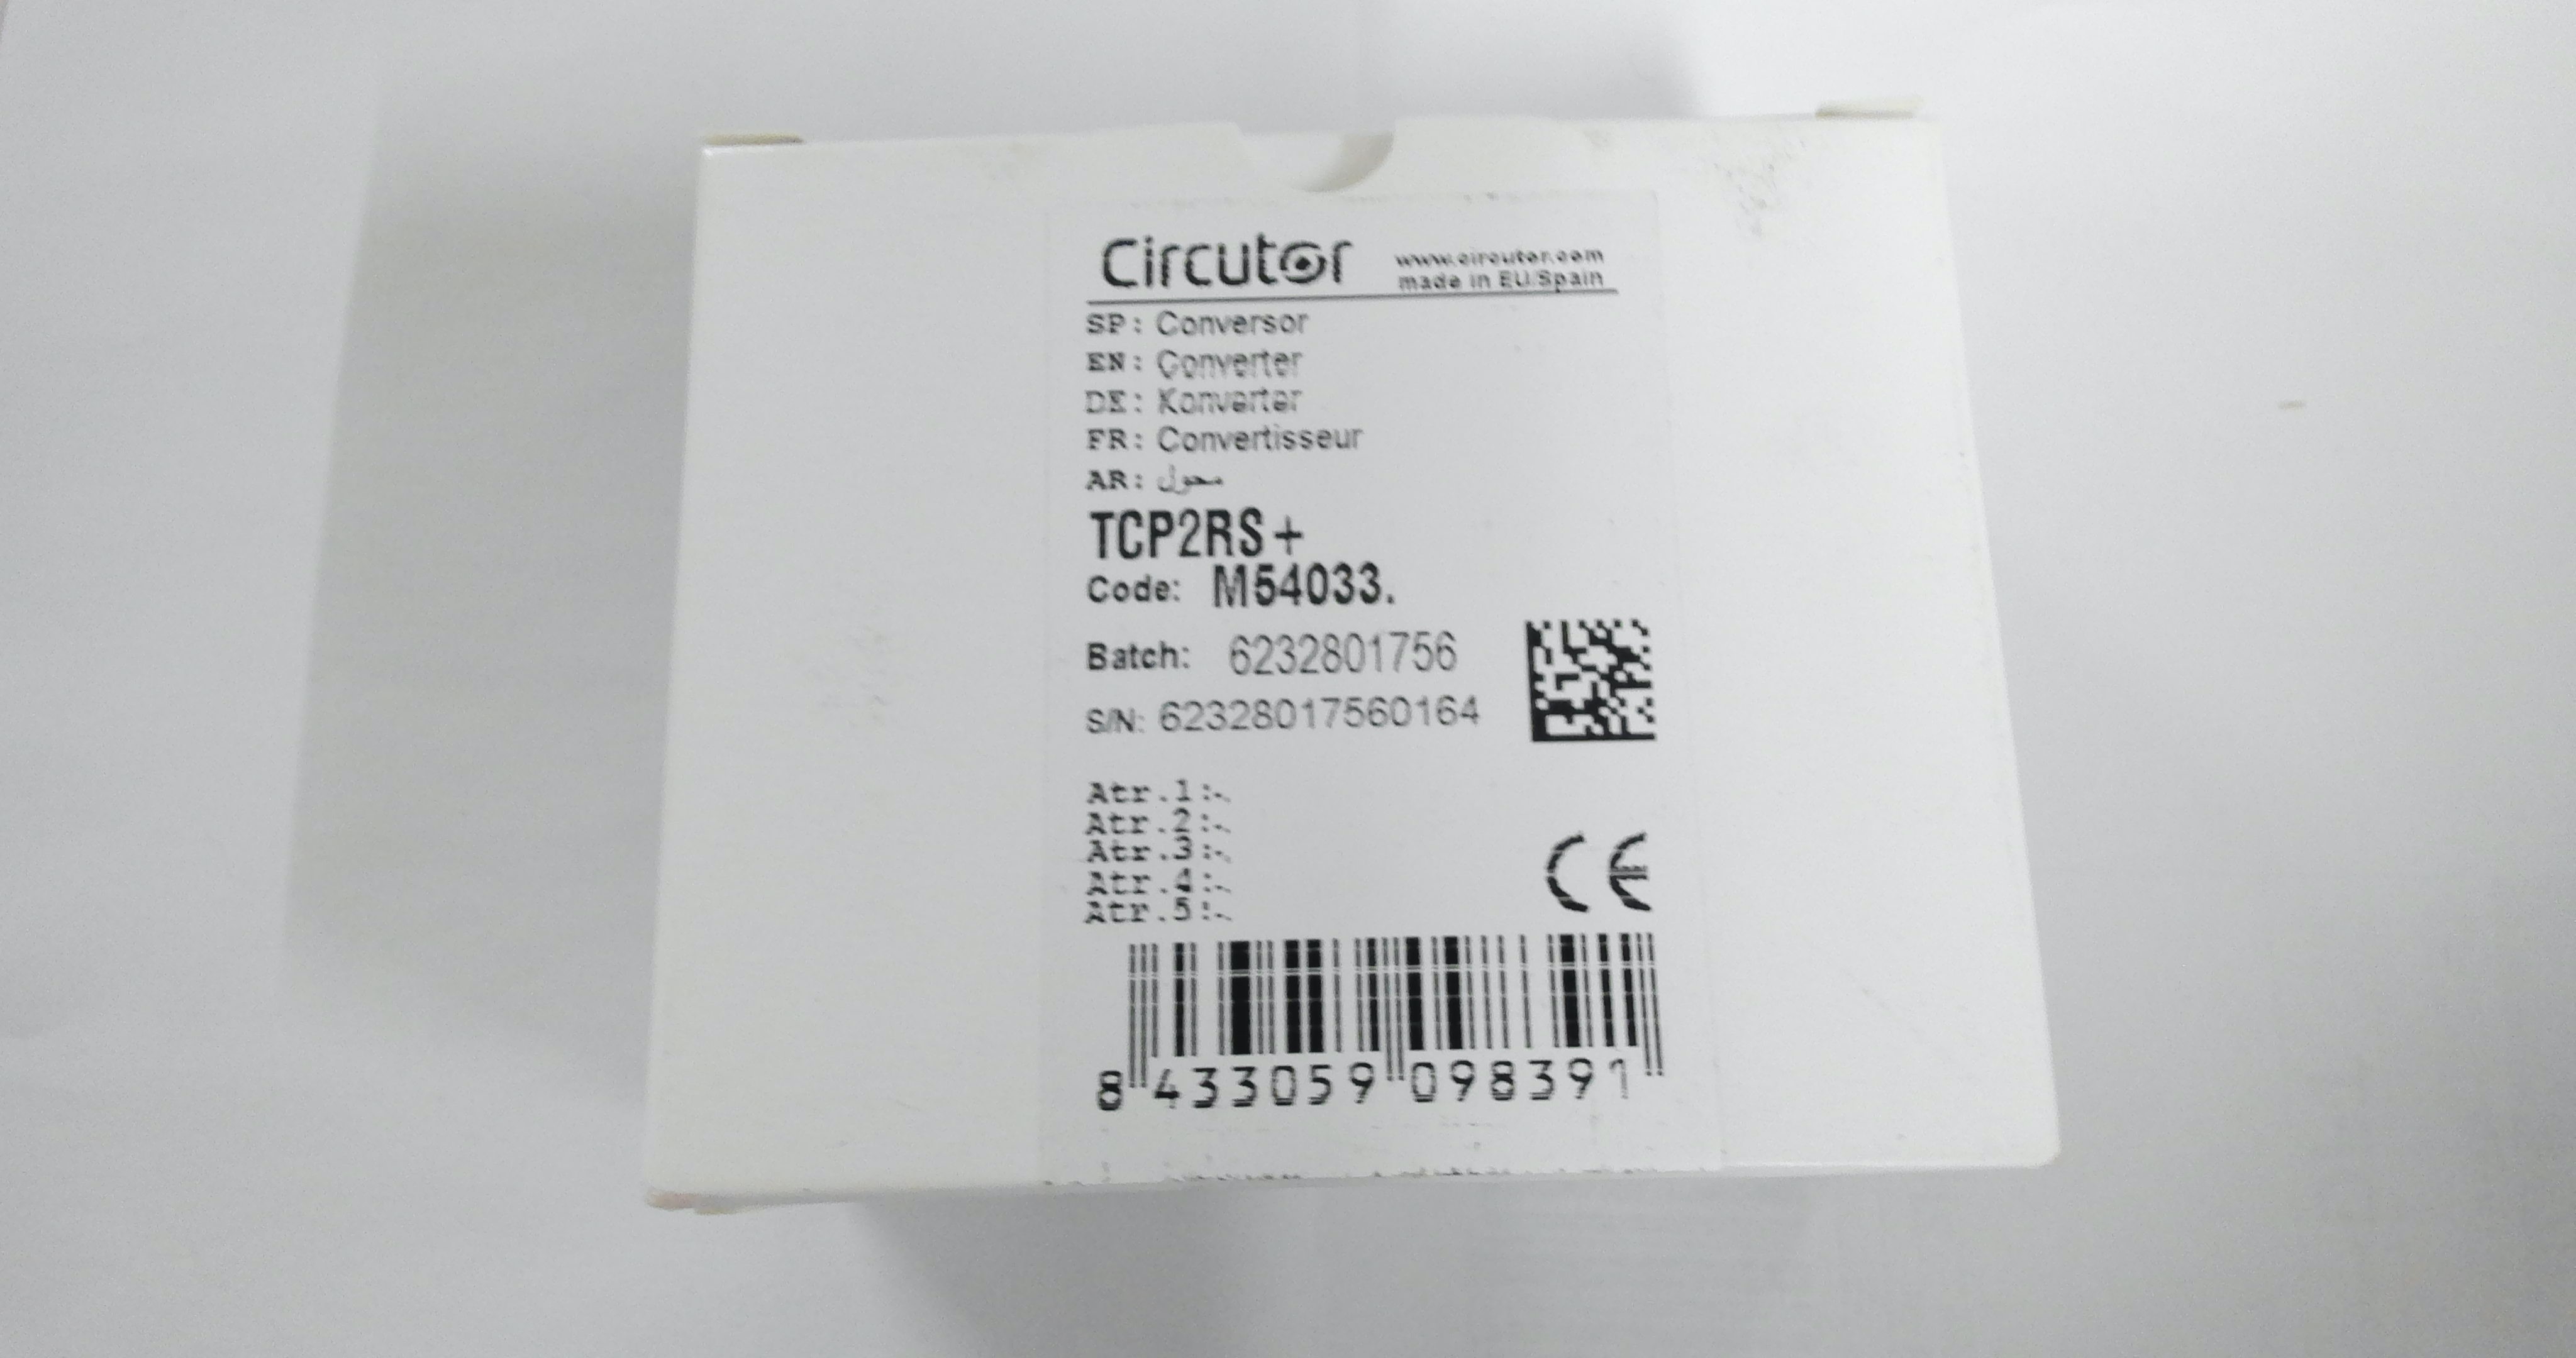 Circutor
www.circutor.com
made in EU/Spain
SP: Conversor
EN: Converter
DE: Konverter
FR: Convertisseur
AR: محول
TCP2RS+
Code: M54033.
Batch: 6232801756
S/N: 62328017560164
Atr.1:-.
Atr.2:-.
Atr.3:-.
Atr.4:-.
Atr.5:-.
CE
8 433059 098391